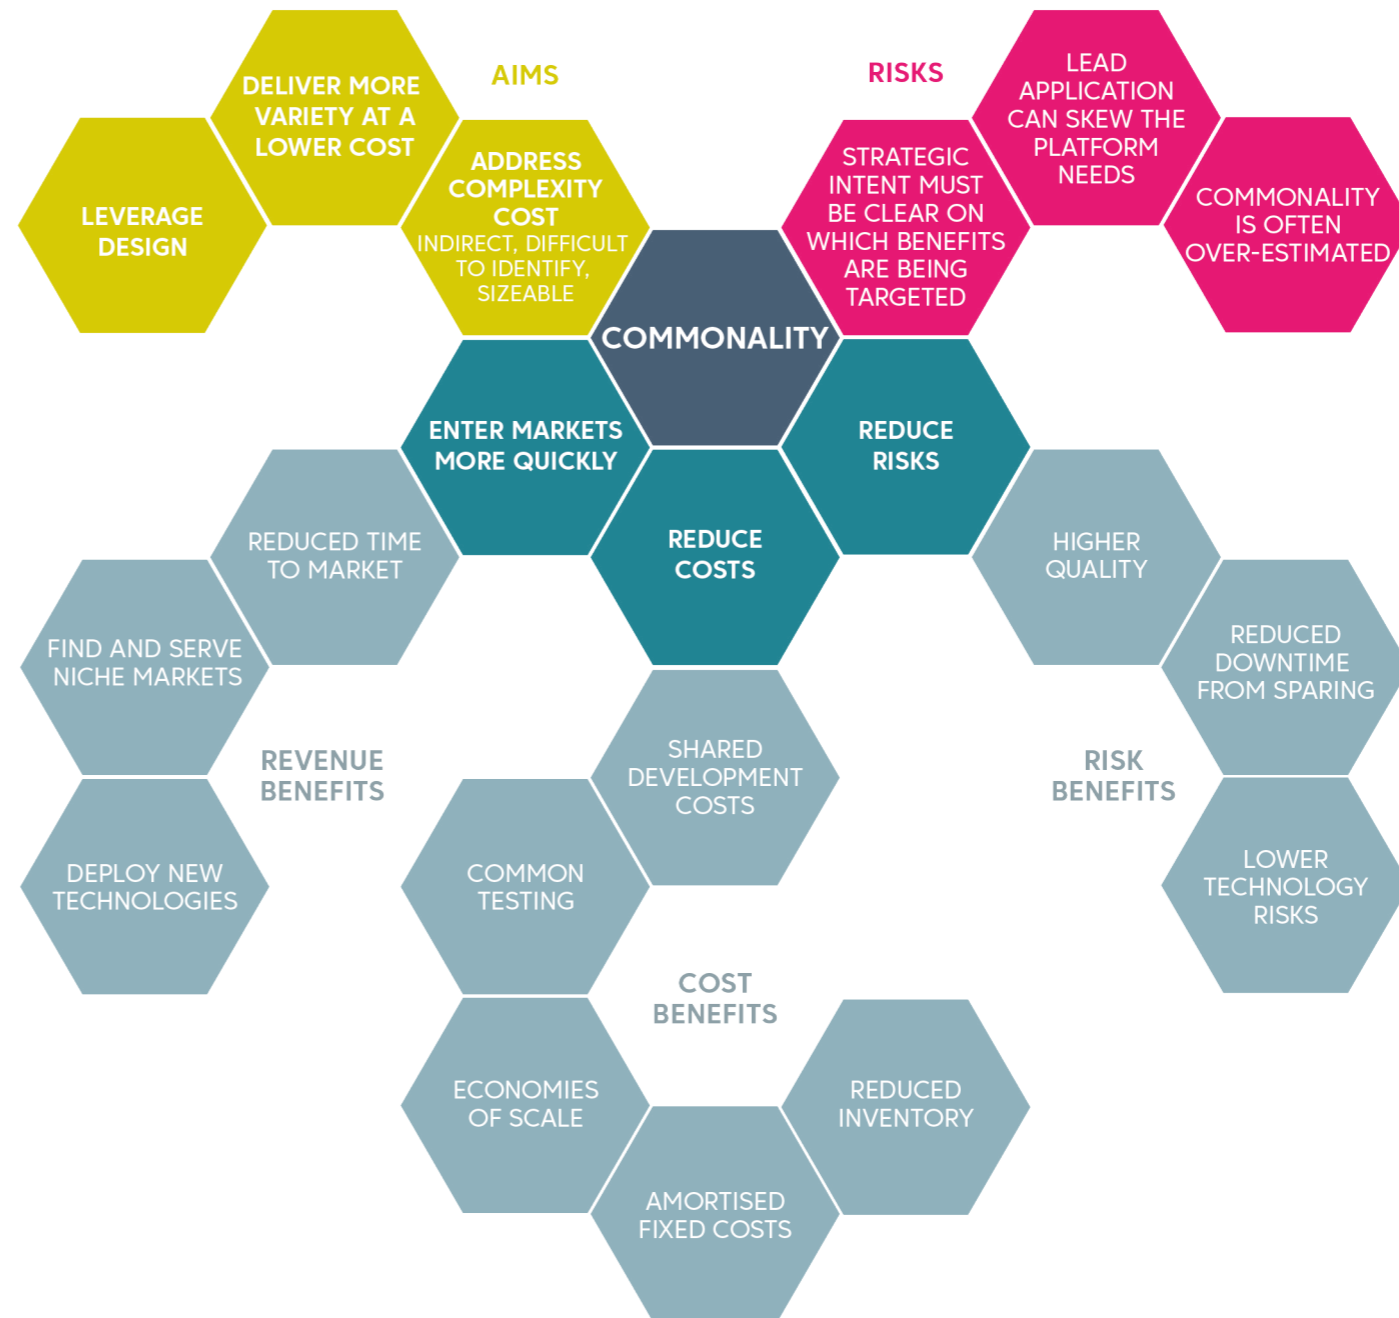 AIMS
LEVERAGE
DESIGN
DELIVER MORE
VARIETY AT A
LOWER COST
ADDRESS
COMPLEXITY
COST
INDIRECT, DIFFICULT
TO IDENTIFY,
SIZEABLE
RISKS
STRATEGIC
INTENT MUST
BE CLEAR ON
WHICH BENEFITS
ARE BEING
TARGETED
LEAD
APPLICATION
CAN SKEW THE
PLATFORM
NEEDS
COMMONALITY
IS OFTEN
OVER-ESTIMATED
COMMONALITY
ENTER MARKETS
MORE QUICKLY
REDUCE
COSTS
REDUCE
RISKS
REDUCED TIME
TO MARKET
FIND AND SERVE
NICHE MARKETS
DEPLOY NEW
TECHNOLOGIES
REVENUE
BENEFITS
SHARED
DEVELOPMENT
COSTS
COMMON
TESTING
ECONOMIES
OF SCALE
AMORTISED
FIXED COSTS
REDUCED
INVENTORY
COST
BENEFITS
HIGHER
QUALITY
REDUCED
DOWNTIME
FROM SPARING
LOWER
TECHNOLOGY
RISKS
RISK
BENEFITS